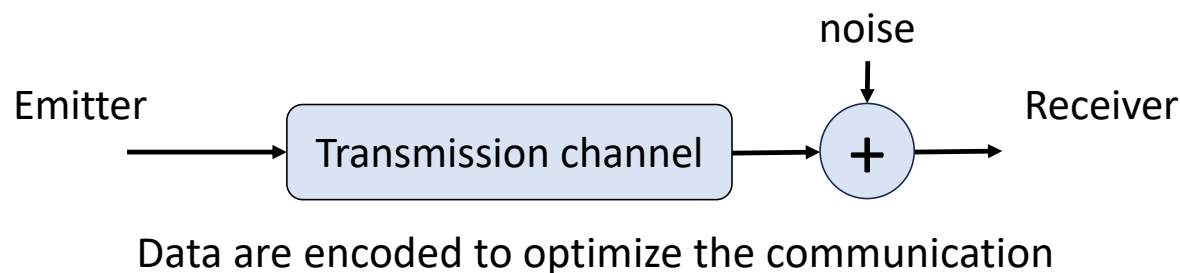 noise
Emitter
Receiver
Transmission channel
+
Data are encoded to optimize the communication